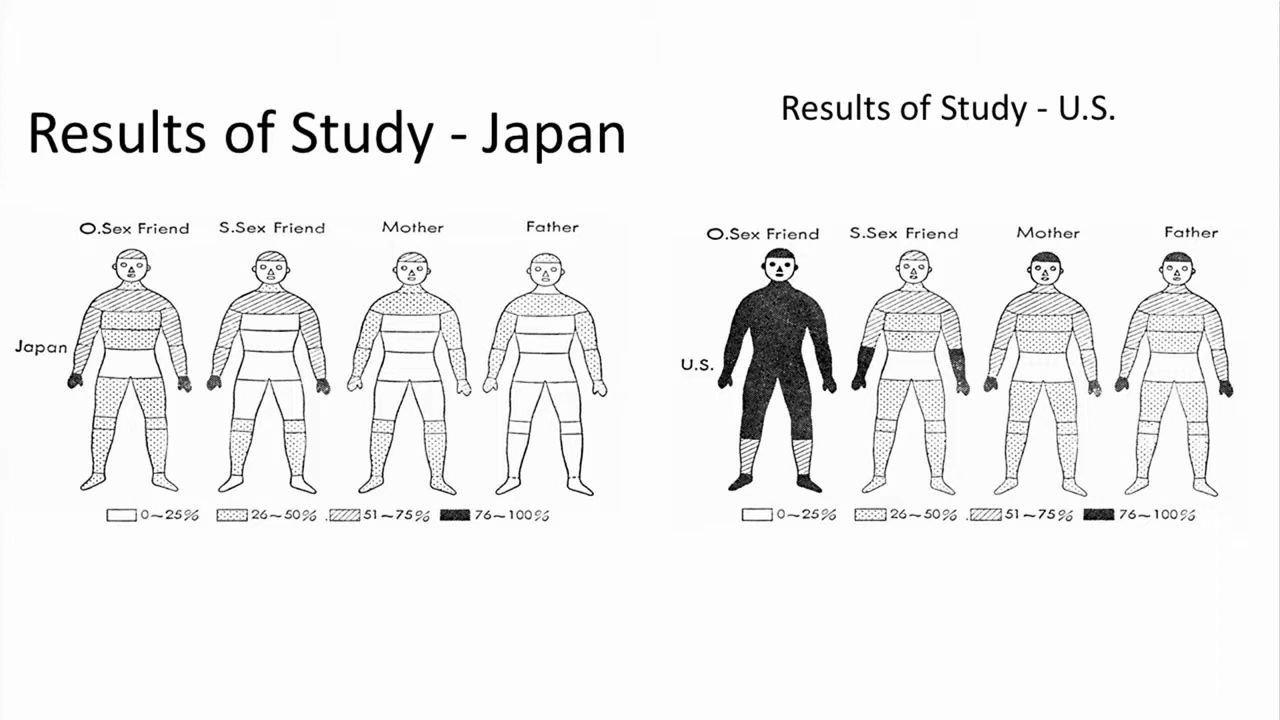 Results of Study - Japan
O.Sex Friend S.Sex Friend Mother Father
Japan
0~25% 26~50% 51~75% 76~100%
Results of Study - U.S.
O.Sex Friend S.Sex Friend Mother Father
U.S.
0~25% 26~50% 51~75% 76~100%